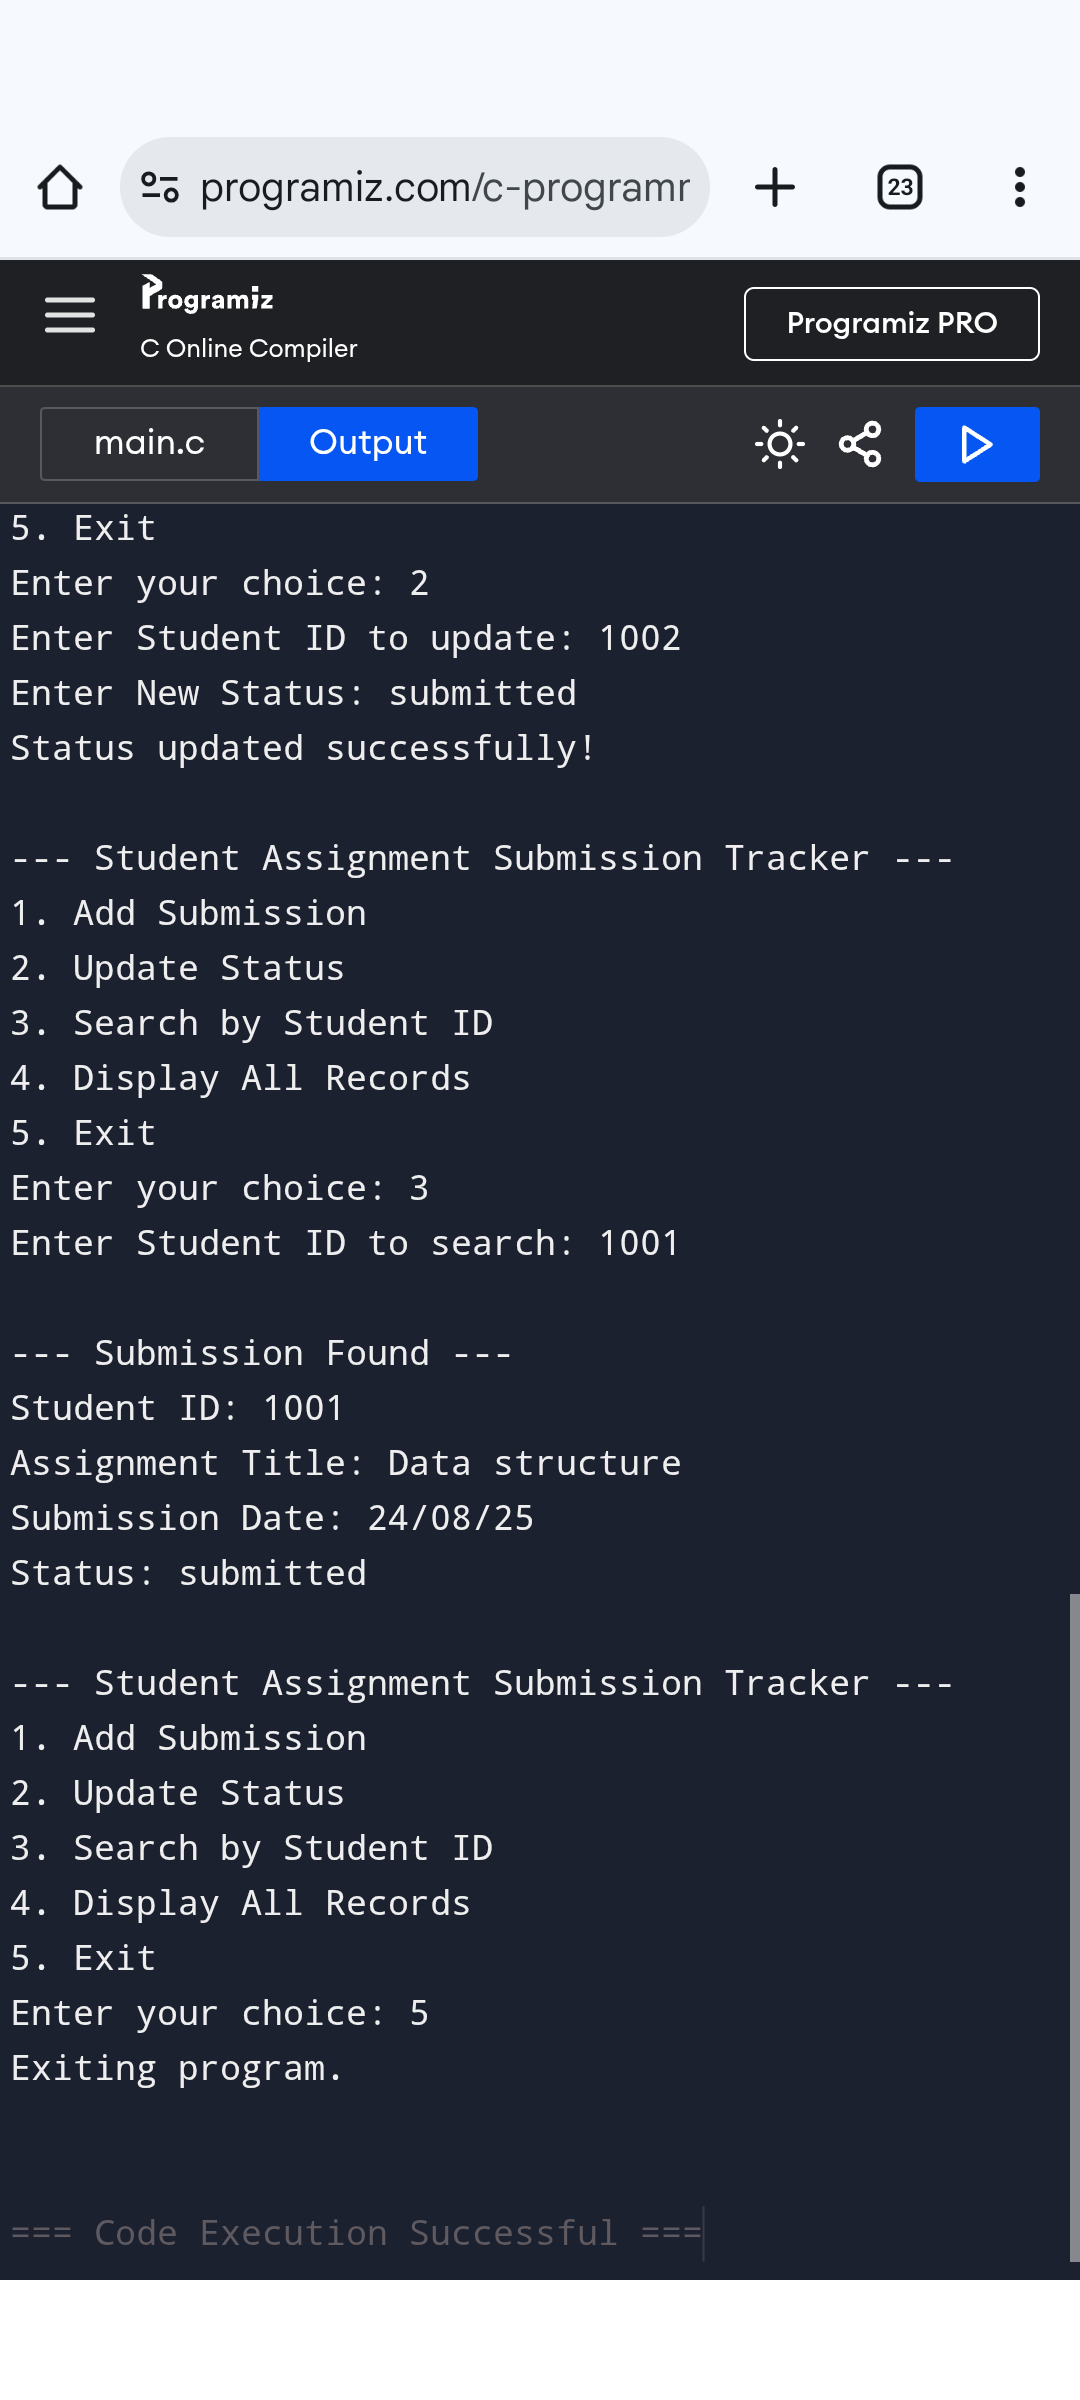 programiz.com/c-programr
23
Programiz
C Online Compiler
Programiz PRO
main.c
Output
5. Exit
Enter your choice: 2
Enter Student ID to update: 1002
Enter New Status: submitted
Status updated successfully!
--- Student Assignment Submission Tracker ---
1. Add Submission
2. Update Status
3. Search by Student ID
4. Display All Records
5. Exit
Enter your choice: 3
Enter Student ID to search: 1001
--- Submission Found ---
Student ID: 1001
Assignment Title: Data structure
Submission Date: 24/08/25
Status: submitted
--- Student Assignment Submission Tracker ---
1. Add Submission
2. Update Status
3. Search by Student ID
4. Display All Records
5. Exit
Enter your choice: 5
Exiting program.
=== Code Execution Successful ===